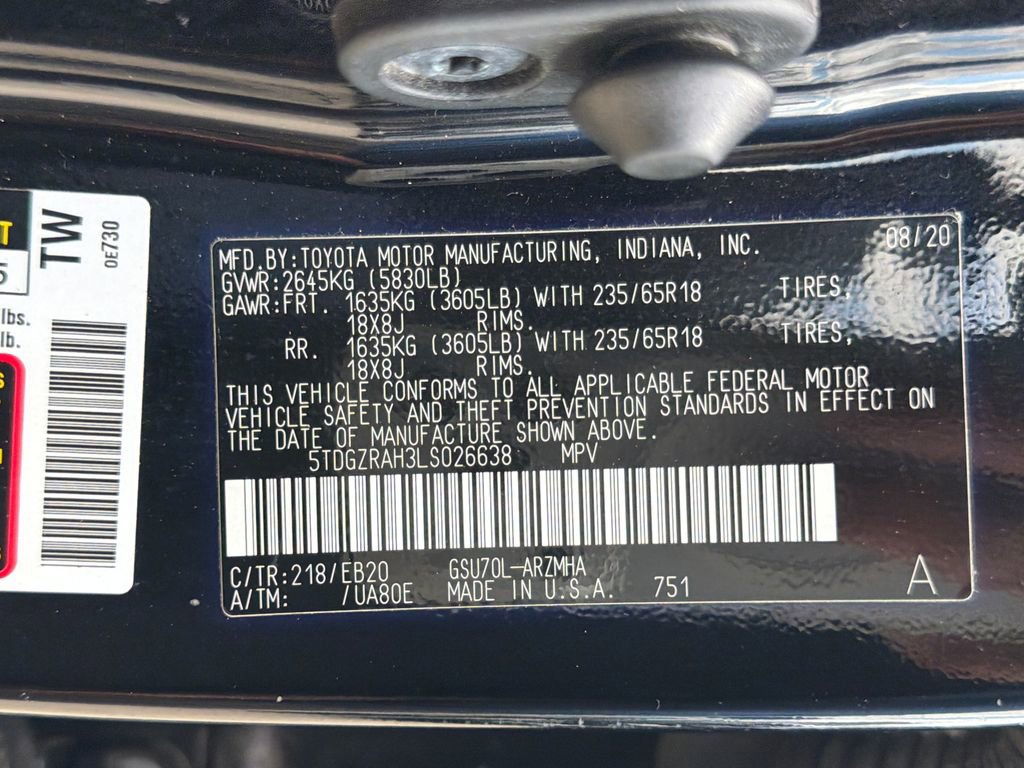 MFD.BY:TOYOTA MOTOR MANUFACTURING, INDIANA, INC. 08/20
GVWR:2645KG (5830LB)
GAWR:FRT. 1635KG (3605LB) WITH 235/65R18 TIRES,
18X8J RIMS.
RR. 1635KG (3605LB) WITH 235/65R18 TIRES,
18X8J RIMS.
THIS VEHICLE CONFORMS TO ALL APPLICABLE FEDERAL MOTOR
VEHICLE SAFETY AND THEFT PREVENTION STANDARDS IN EFFECT ON
THE DATE OF MANUFACTURE SHOWN ABOVE.
5TDGZRAH3LS026638 MPV
C/TR:218/EB20 GSU70L-ARZMHA
A/TM: /UA80E MADE IN U.S.A. 751 A
TW
0E730
lbs.
lb.